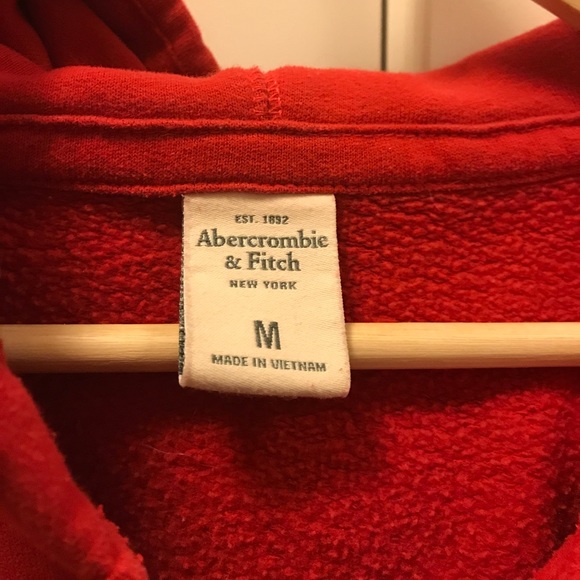 EST. 1892
Abercrombie
& Fitch
NEW YORK
M
MADE IN VIETNAM